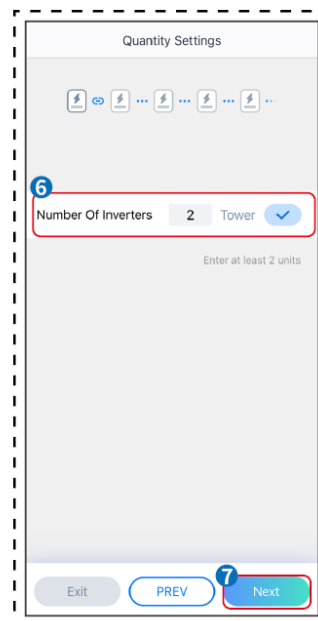 Quantity Settings
6
Number Of Inverters 2 Tower
Enter at least 2 units
7
Exit PREV Next